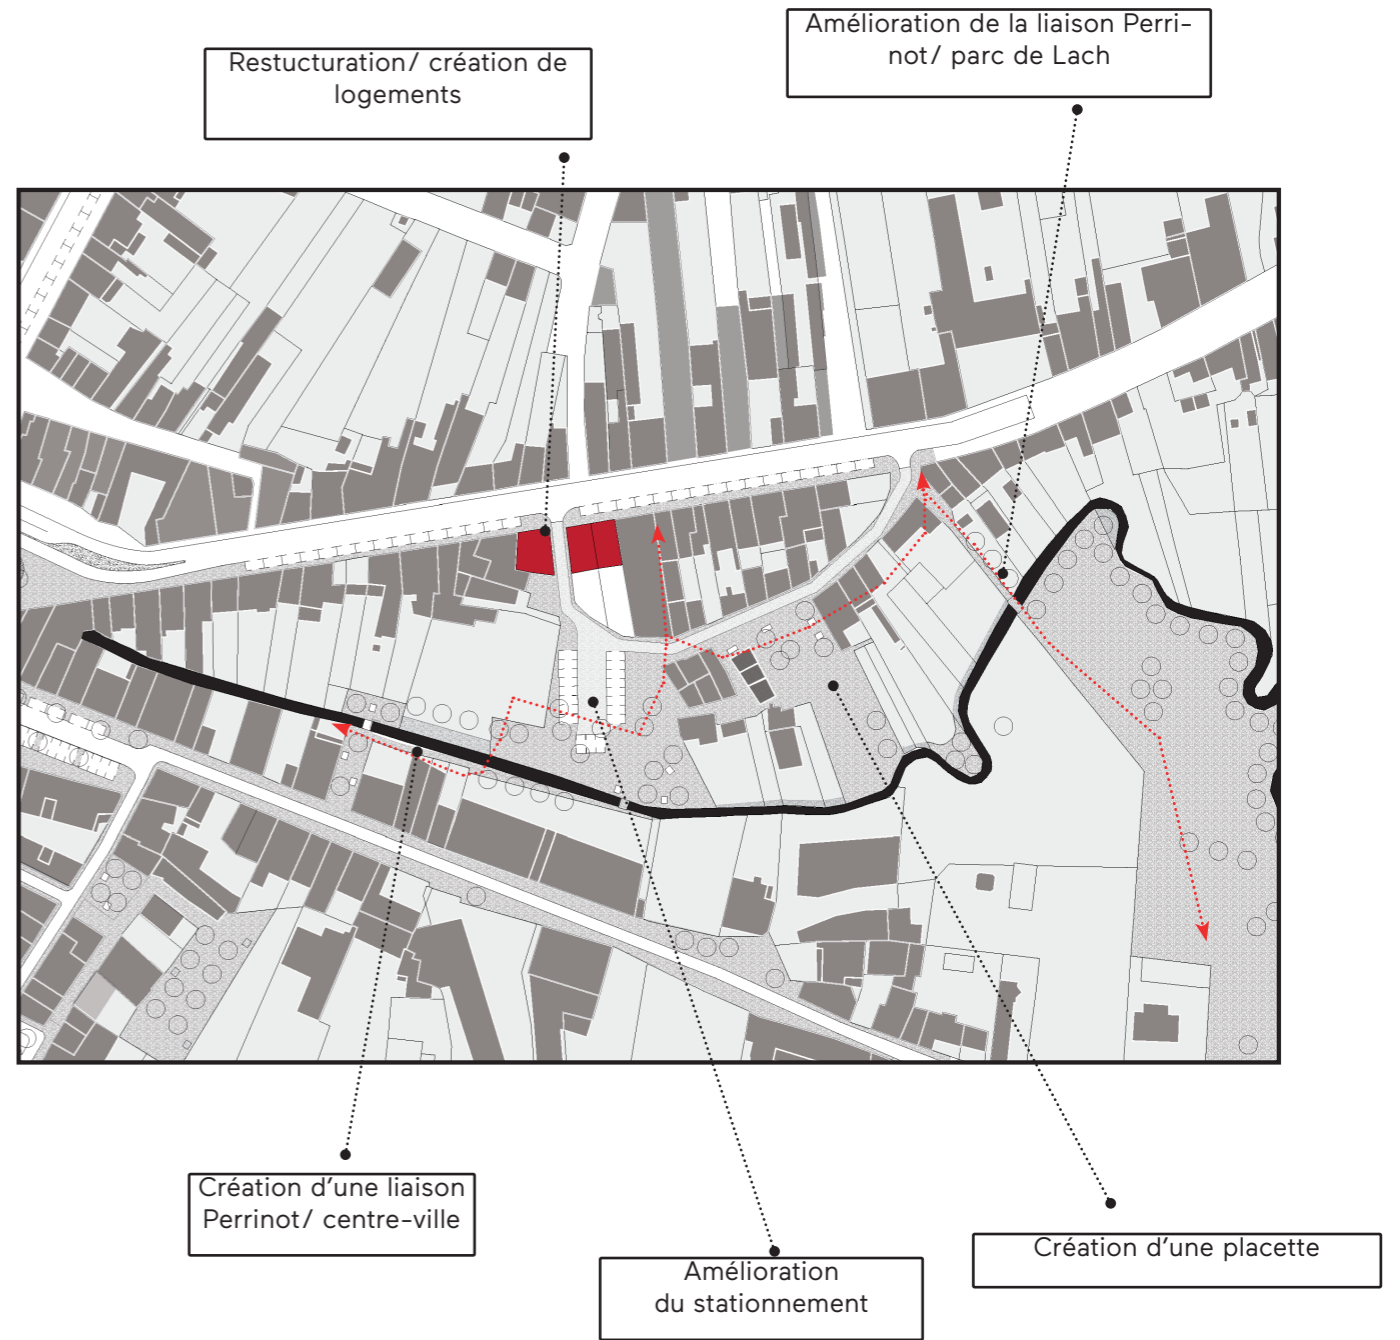 Amélioration de la liaison Perri-
not/ parc de Lach
Restucturation/ création de
logements
Création d'une liaison
Perrinot/ centre-ville
Amélioration
du stationnement
Création d'une placette